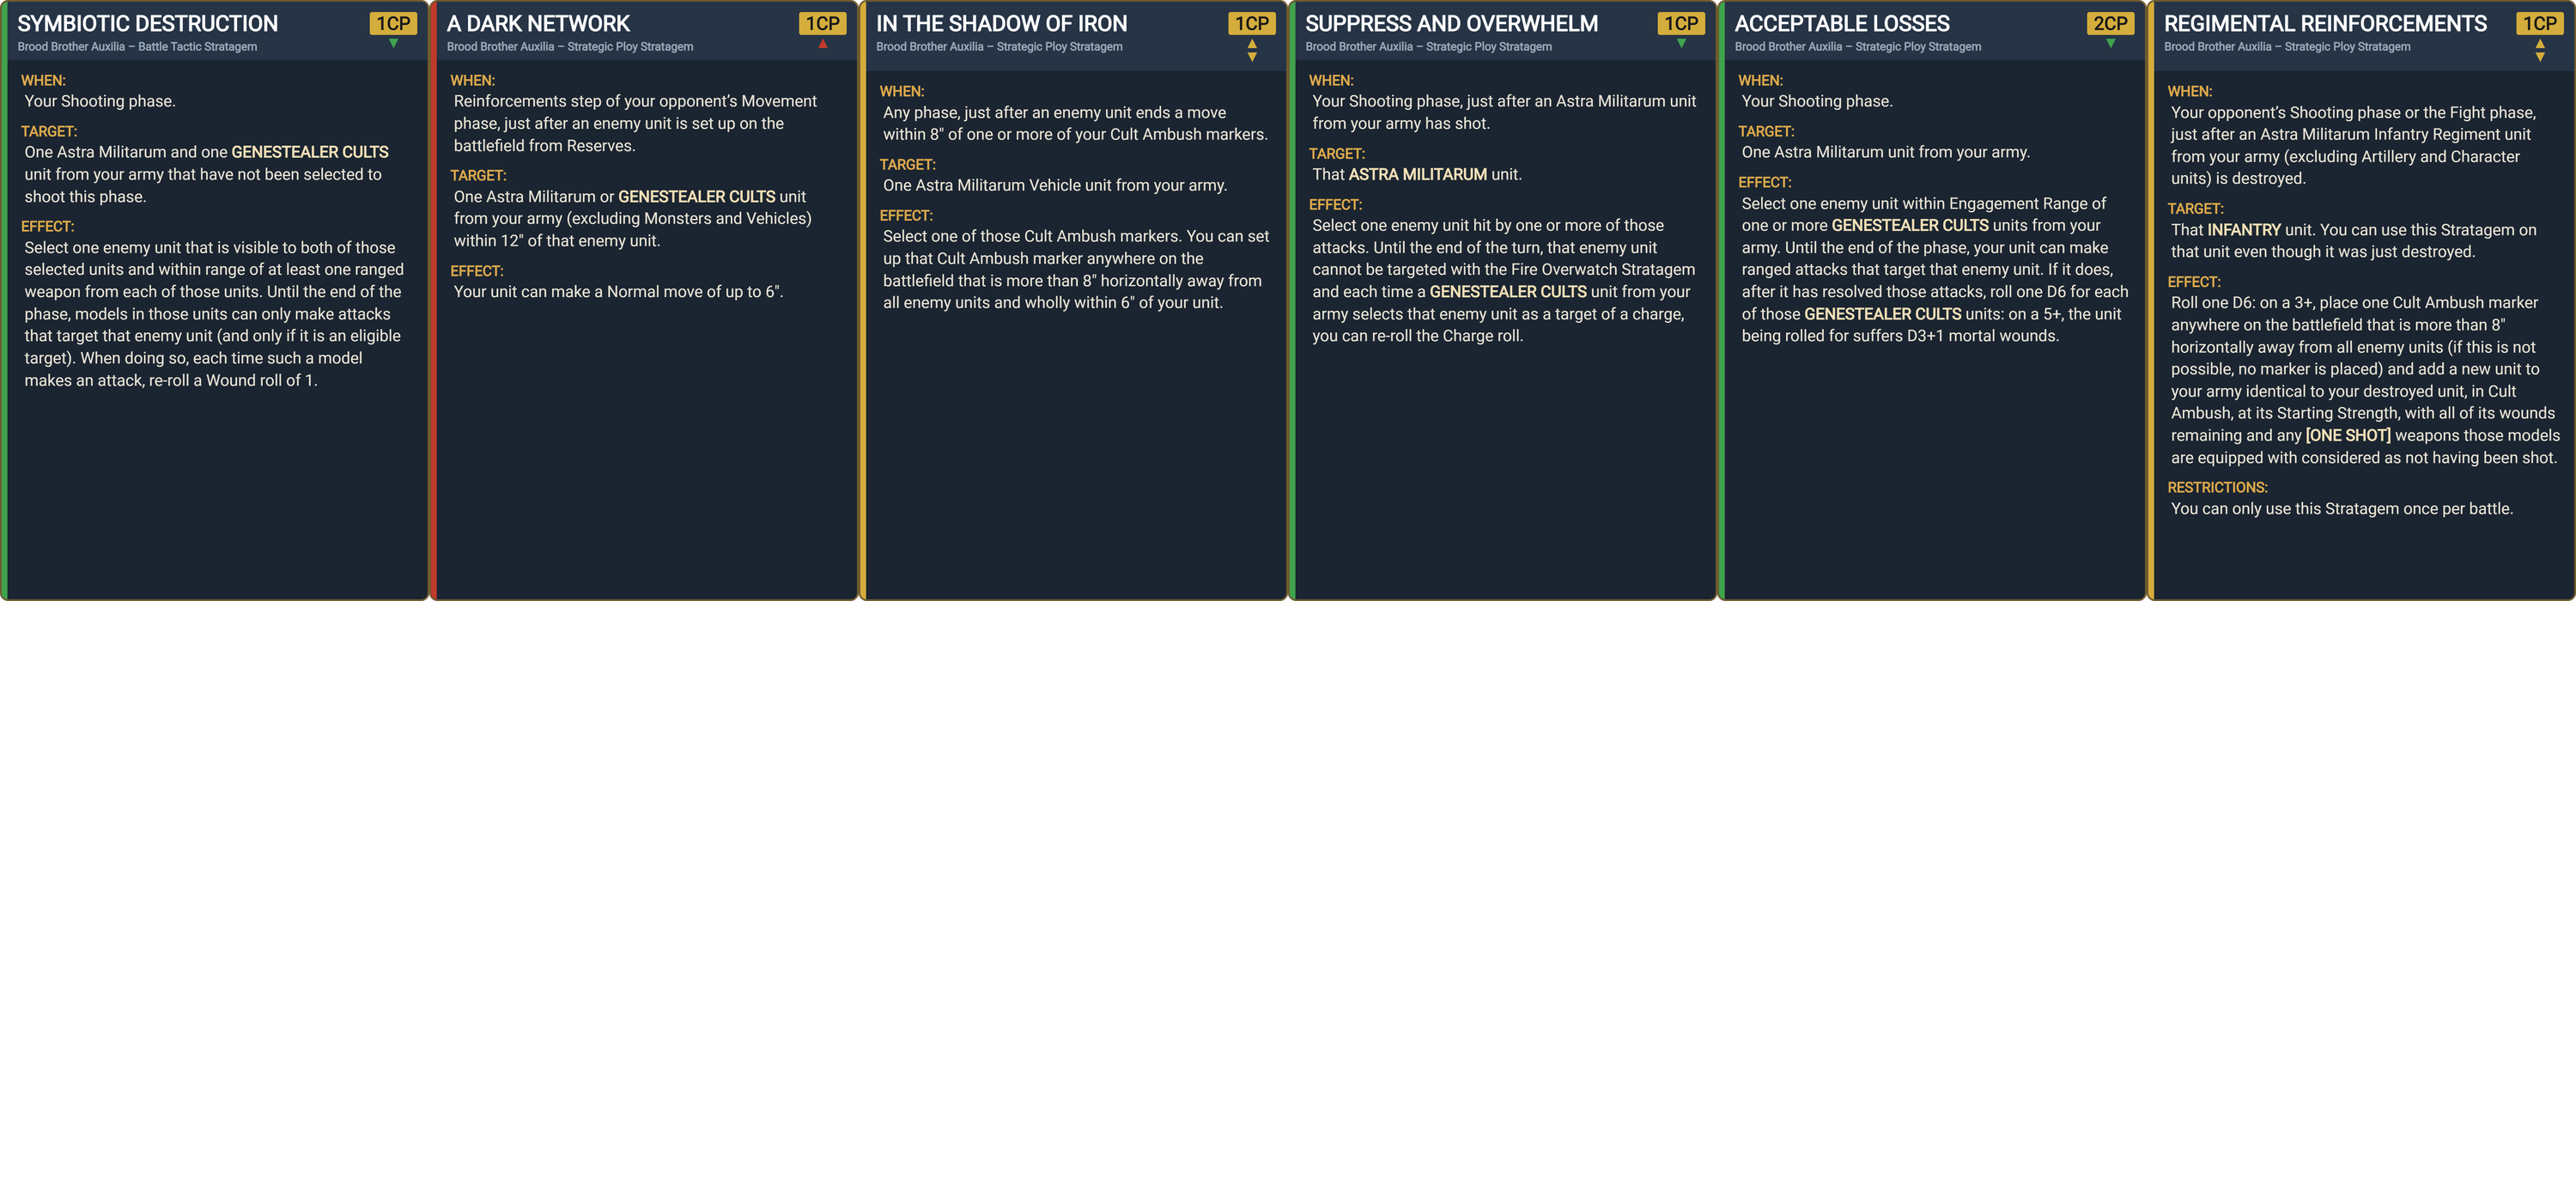 SYMBIOTIC DESTRUCTION
1CP
Brood Brother Auxilia – Battle Tactic Stratagem
WHEN:
Your Shooting phase.
TARGET:
One Astra Militarum and one GENESTEALER CULTS
unit from your army that have not been selected to
shoot this phase.
EFFECT:
Select one enemy unit that is visible to both of those
selected units and within range of at least one ranged
weapon from each of those units. Until the end of the
phase, models in those units can only make attacks
that target that enemy unit (and only if it is an eligible
target). When doing so, each time such a model
makes an attack, re-roll a Wound roll of 1.
A DARK NETWORK
1CP
Brood Brother Auxilia – Strategic Ploy Stratagem
WHEN:
Reinforcements step of your opponent’s Movement
phase, just after an enemy unit is set up on the
battlefield from Reserves.
TARGET:
One Astra Militarum or GENESTEALER CULTS unit
from your army (excluding Monsters and Vehicles)
within 12" of that enemy unit.
EFFECT:
Your unit can make a Normal move of up to 6".
IN THE SHADOW OF IRON
1CP
Brood Brother Auxilia – Strategic Ploy Stratagem
WHEN:
Any phase, just after an enemy unit ends a move
within 8" of one or more of your Cult Ambush markers.
TARGET:
One Astra Militarum Vehicle unit from your army.
EFFECT:
Select one of those Cult Ambush markers. You can set
up that Cult Ambush marker anywhere on the
battlefield that is more than 8" horizontally away from
all enemy units and wholly within 6" of your unit.
SUPPRESS AND OVERWHELM
1CP
Brood Brother Auxilia – Strategic Ploy Stratagem
WHEN:
Your Shooting phase, just after an Astra Militarum unit
from your army has shot.
TARGET:
That ASTRA MILITARUM unit.
EFFECT:
Select one enemy unit hit by one or more of those
attacks. Until the end of the turn, that enemy unit
cannot be targeted with the Fire Overwatch Stratagem
and each time a GENESTEALER CULTS unit from your
army selects that enemy unit as a target of a charge,
you can re-roll the Charge roll.
ACCEPTABLE LOSSES
2CP
Brood Brother Auxilia – Strategic Ploy Stratagem
WHEN:
Your Shooting phase.
TARGET:
One Astra Militarum unit from your army.
EFFECT:
Select one enemy unit within Engagement Range of
one or more GENESTEALER CULTS units from your
army. Until the end of the phase, your unit can make
ranged attacks that target that enemy unit. If it does,
after it has resolved those attacks, roll one D6 for each
of those GENESTEALER CULTS units: on a 5+, the unit
being rolled for suffers D3+1 mortal wounds.
REGIMENTAL REINFORCEMENTS
1CP
Brood Brother Auxilia – Strategic Ploy Stratagem
WHEN:
Your opponent’s Shooting phase or the Fight phase,
just after an Astra Militarum Infantry Regiment unit
from your army (excluding Artillery and Character
units) is destroyed.
TARGET:
That INFANTRY unit. You can use this Stratagem on
that unit even though it was just destroyed.
EFFECT:
Roll one D6: on a 3+, place one Cult Ambush marker
anywhere on the battlefield that is more than 8"
horizontally away from all enemy units (if this is not
possible, no marker is placed) and add a new unit to
your army identical to your destroyed unit, in Cult
Ambush, at its Starting Strength, with all of its wounds
remaining and any [ONE SHOT] weapons those models
are equipped with considered as not having been shot.
RESTRICTIONS:
You can only use this Stratagem once per battle.